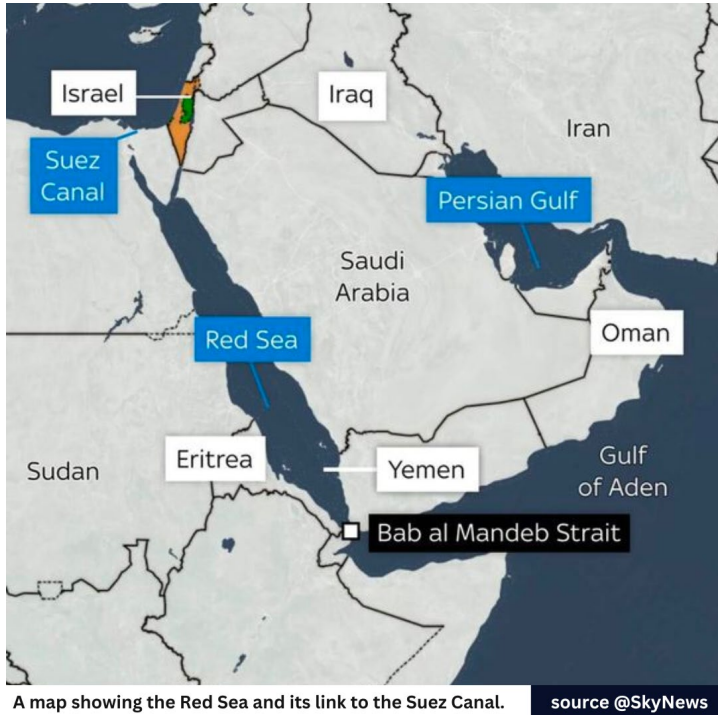 Israel
Iraq
Iran
Suez
Canal
Persian Gulf
Saudi
Arabia
Oman
Red Sea
Eritrea
Yemen
Sudan
Gulf
of Aden
Bab al Mandeb Strait
A map showing the Red Sea and its link to the Suez Canal.
source @SkyNews